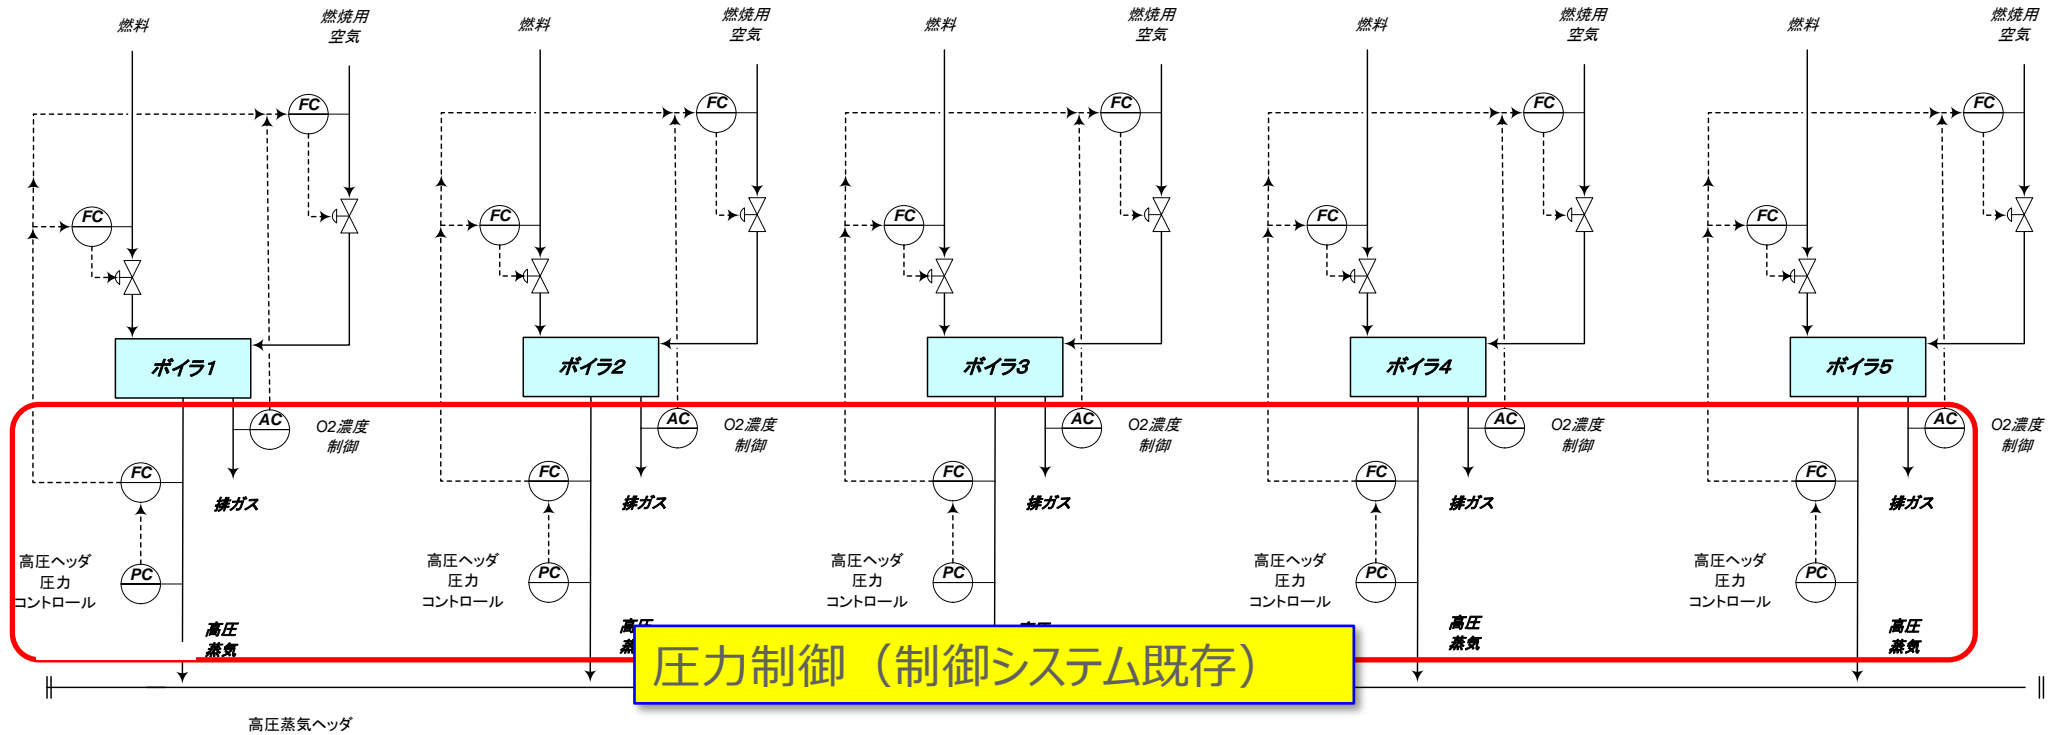 燃料
燃焼用
空気
燃料
燃焼用
空気
燃料
燃焼用
空気
燃料
燃焼用
空気
燃料
燃焼用
空気
FC
FC
FC
FC
FC
FC
FC
FC
FC
FC
ボイラ1
ボイラ2
ボイラ3
ボイラ4
ボイラ5
AC
O2濃度
制御
AC
O2濃度
制御
AC
O2濃度
制御
AC
O2濃度
制御
AC
O2濃度
制御
FC
排ガス
FC
排ガス
FC
排ガス
FC
排ガス
FC
排ガス
高圧ヘッダ
圧力
コントロール
PC
高圧ヘッダ
圧力
コントロール
PC
高圧ヘッダ
圧力
コントロール
PC
高圧ヘッダ
圧力
コントロール
PC
高圧ヘッダ
圧力
コントロール
PC
高圧
蒸気
高圧
蒸気
高圧
蒸気
圧力制御（制御システム既存）
高圧蒸気ヘッダ